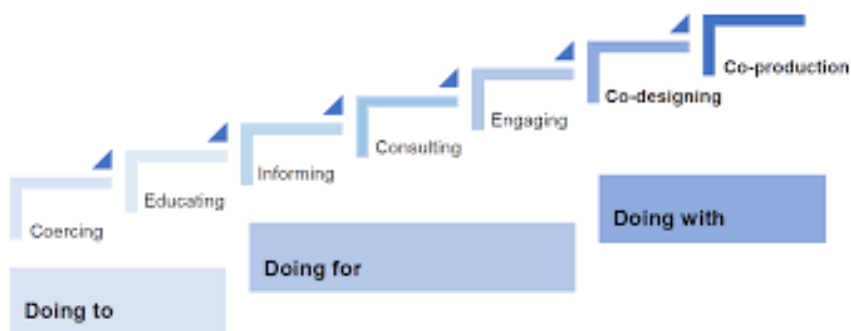 Coercing
Educating
Informing
Consulting
Engaging
Co-designing
Co-production
Doing to
Doing for
Doing with